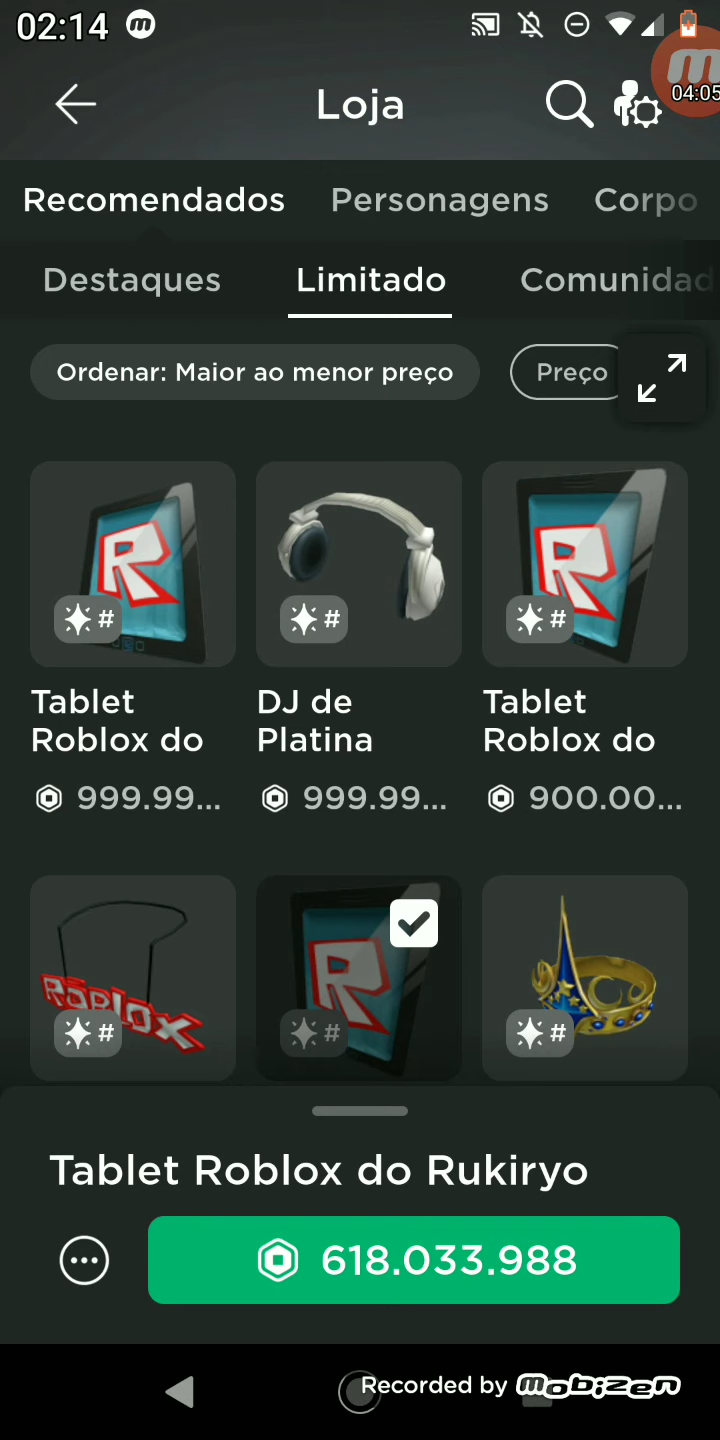 02:14
04:05
Loja
Recomendados Personagens Corpo
Destaques Limitado Comunidad
Ordenar: Maior ao menor preço Preço
R R
# # #
Tablet Roblox do
DJ de Platina
Tablet Roblox do
999.99... 999.99... 900.00...
ROBLOX R
# # #
Tablet Roblox do Rukiryo
618.033.988
Recorded by mobizen